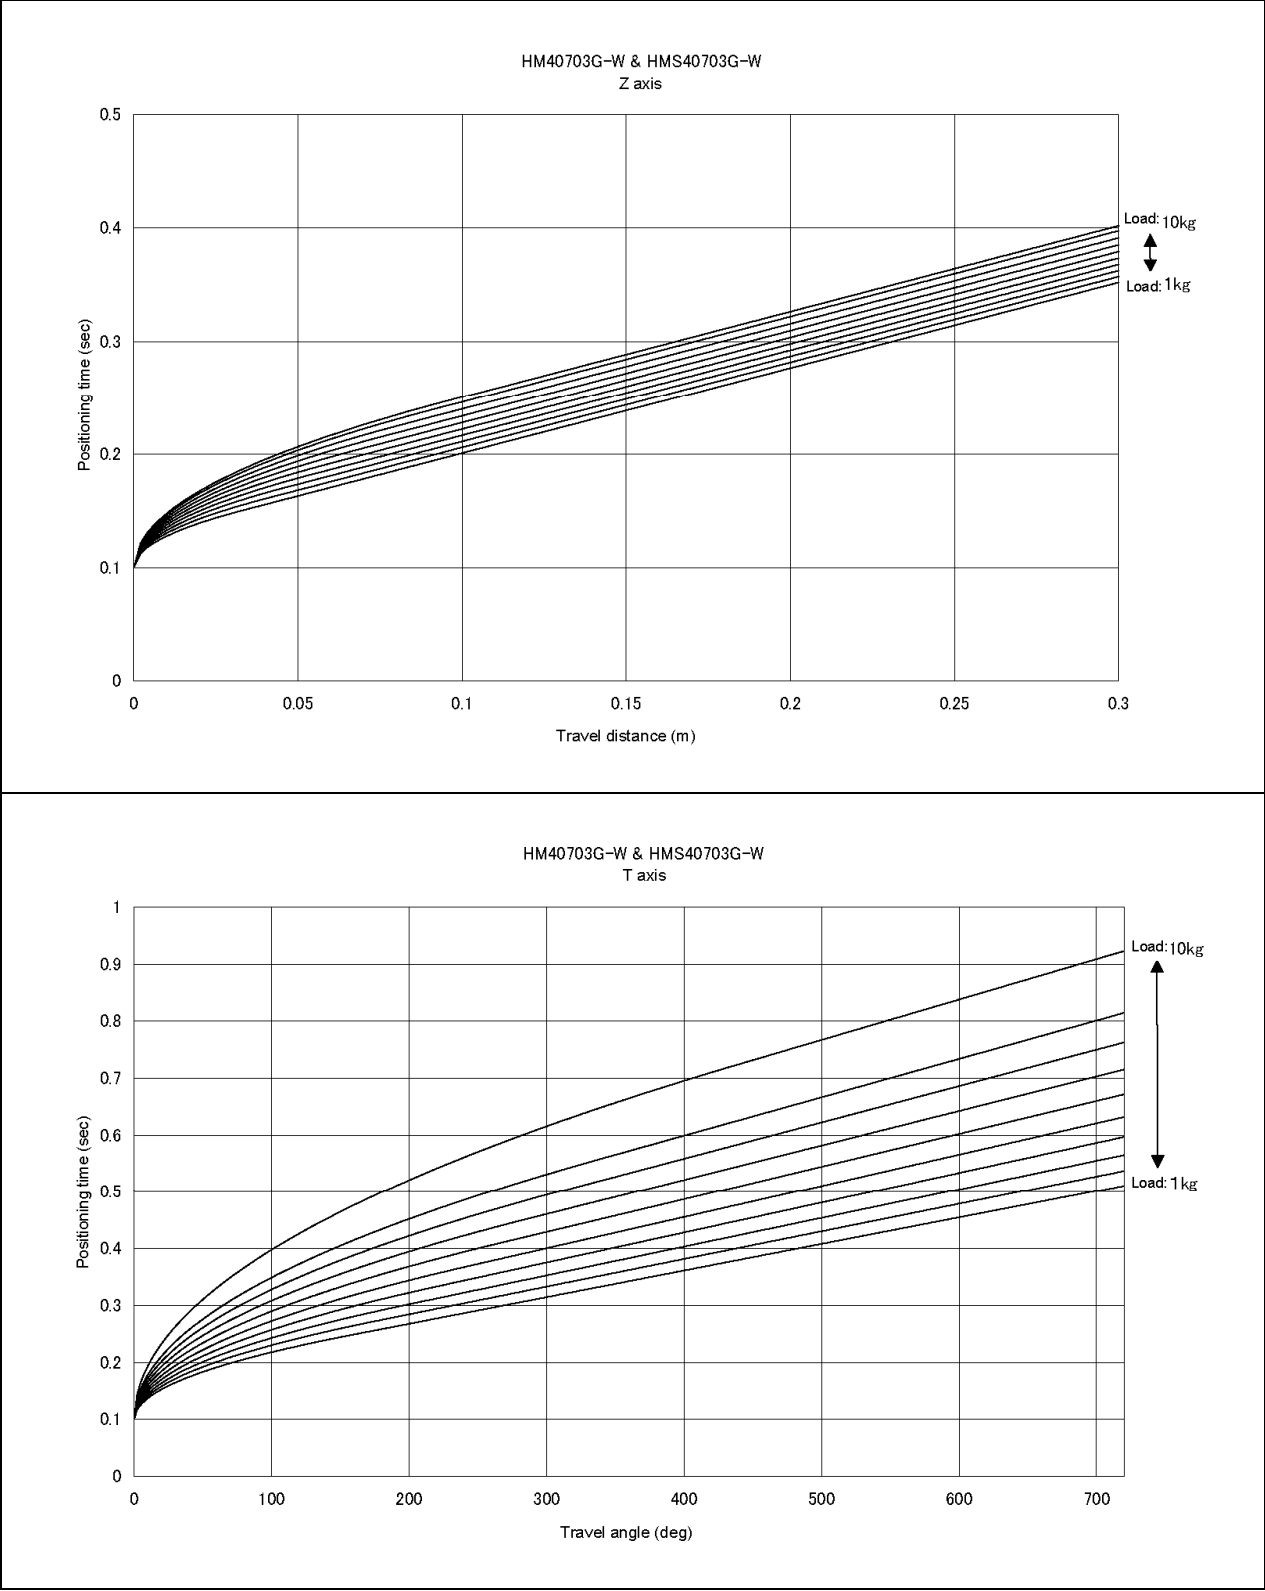 HM40703G-W & HMS40703G-W
Z axis
0.5
0.4
0.3
0.2
0.1
0
Positioning time (sec)
Load: 10kg
Load: 1kg
0 0.05 0.1 0.15 0.2 0.25 0.3
Travel distance (m)
HM40703G-W & HMS40703G-W
T axis
1
0.9
0.8
0.7
0.6
0.5
0.4
0.3
0.2
0.1
0
Positioning time (sec)
Load: 10kg
Load: 1kg
0 100 200 300 400 500 600 700
Travel angle (deg)